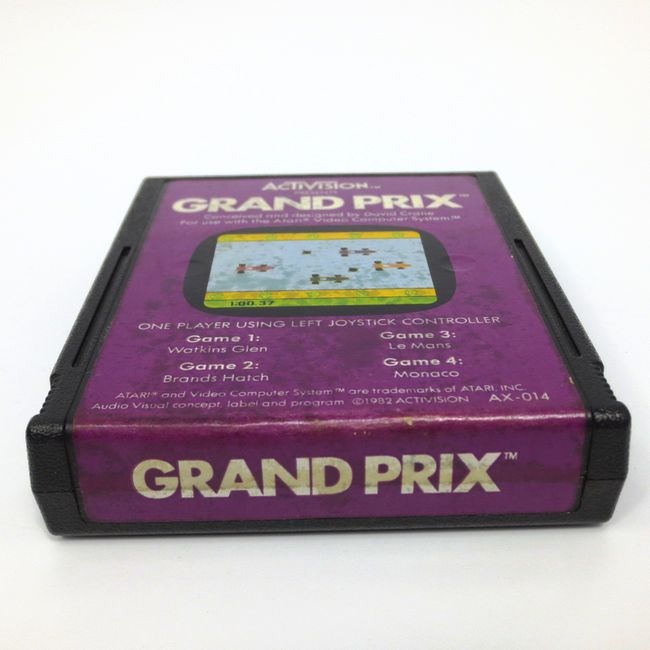 ACTIVISION™
PRESENTS
GRAND PRIX™
Conceived and designed by David Crane
For use with the Atari® Video Computer System™
1:00.37
ONE PLAYER USING LEFT JOYSTICK CONTROLLER
Game 1:
Watkins Glen
Game 2:
Brands Hatch
Game 3:
Le Mans
Game 4:
Monaco
ATARI® and Video Computer System™ are trademarks of ATARI, INC.
Audio Visual concept, label and program ©1982 ACTIVISION AX-014
GRAND PRIX™